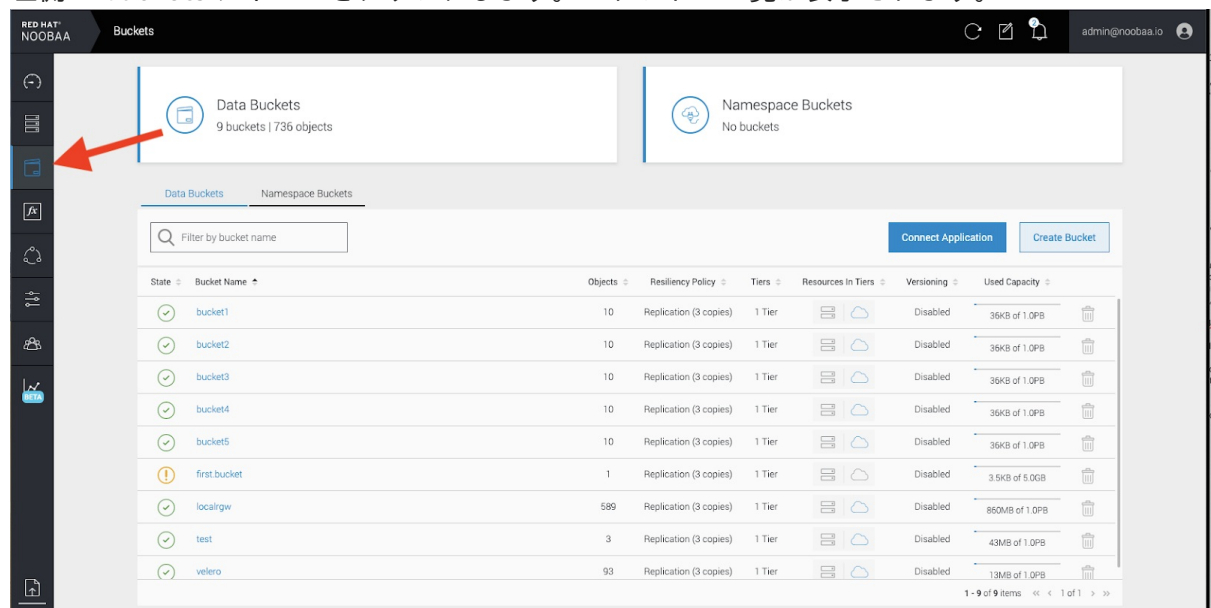 RED HAT®
NOOBAA
Buckets
2
admin@noobaa.io
Data Buckets
9 buckets | 736 objects
Namespace Buckets
No buckets
Data Buckets Namespace Buckets
Filter by bucket name
Connect Application Create Bucket
State Bucket Name Objects Resiliency Policy Tiers Resources In Tiers Versioning Used Capacity
bucket1 10 Replication (3 copies) 1 Tier Disabled 36KB of 1.0PB
bucket2 10 Replication (3 copies) 1 Tier Disabled 36KB of 1.0PB
bucket3 10 Replication (3 copies) 1 Tier Disabled 36KB of 1.0PB
bucket4 10 Replication (3 copies) 1 Tier Disabled 36KB of 1.0PB
bucket5 10 Replication (3 copies) 1 Tier Disabled 36KB of 1.0PB
first.bucket 1 Replication (3 copies) 1 Tier Disabled 3.5KB of 5.0GB
localrgw 589 Replication (3 copies) 1 Tier Disabled 860MB of 1.0PB
test 3 Replication (3 copies) 1 Tier Disabled 43MB of 1.0PB
velero 93 Replication (3 copies) 1 Tier Disabled 13MB of 1.0PB
fx
BETA
1 - 9 of 9 items « < 1 of 1 > »